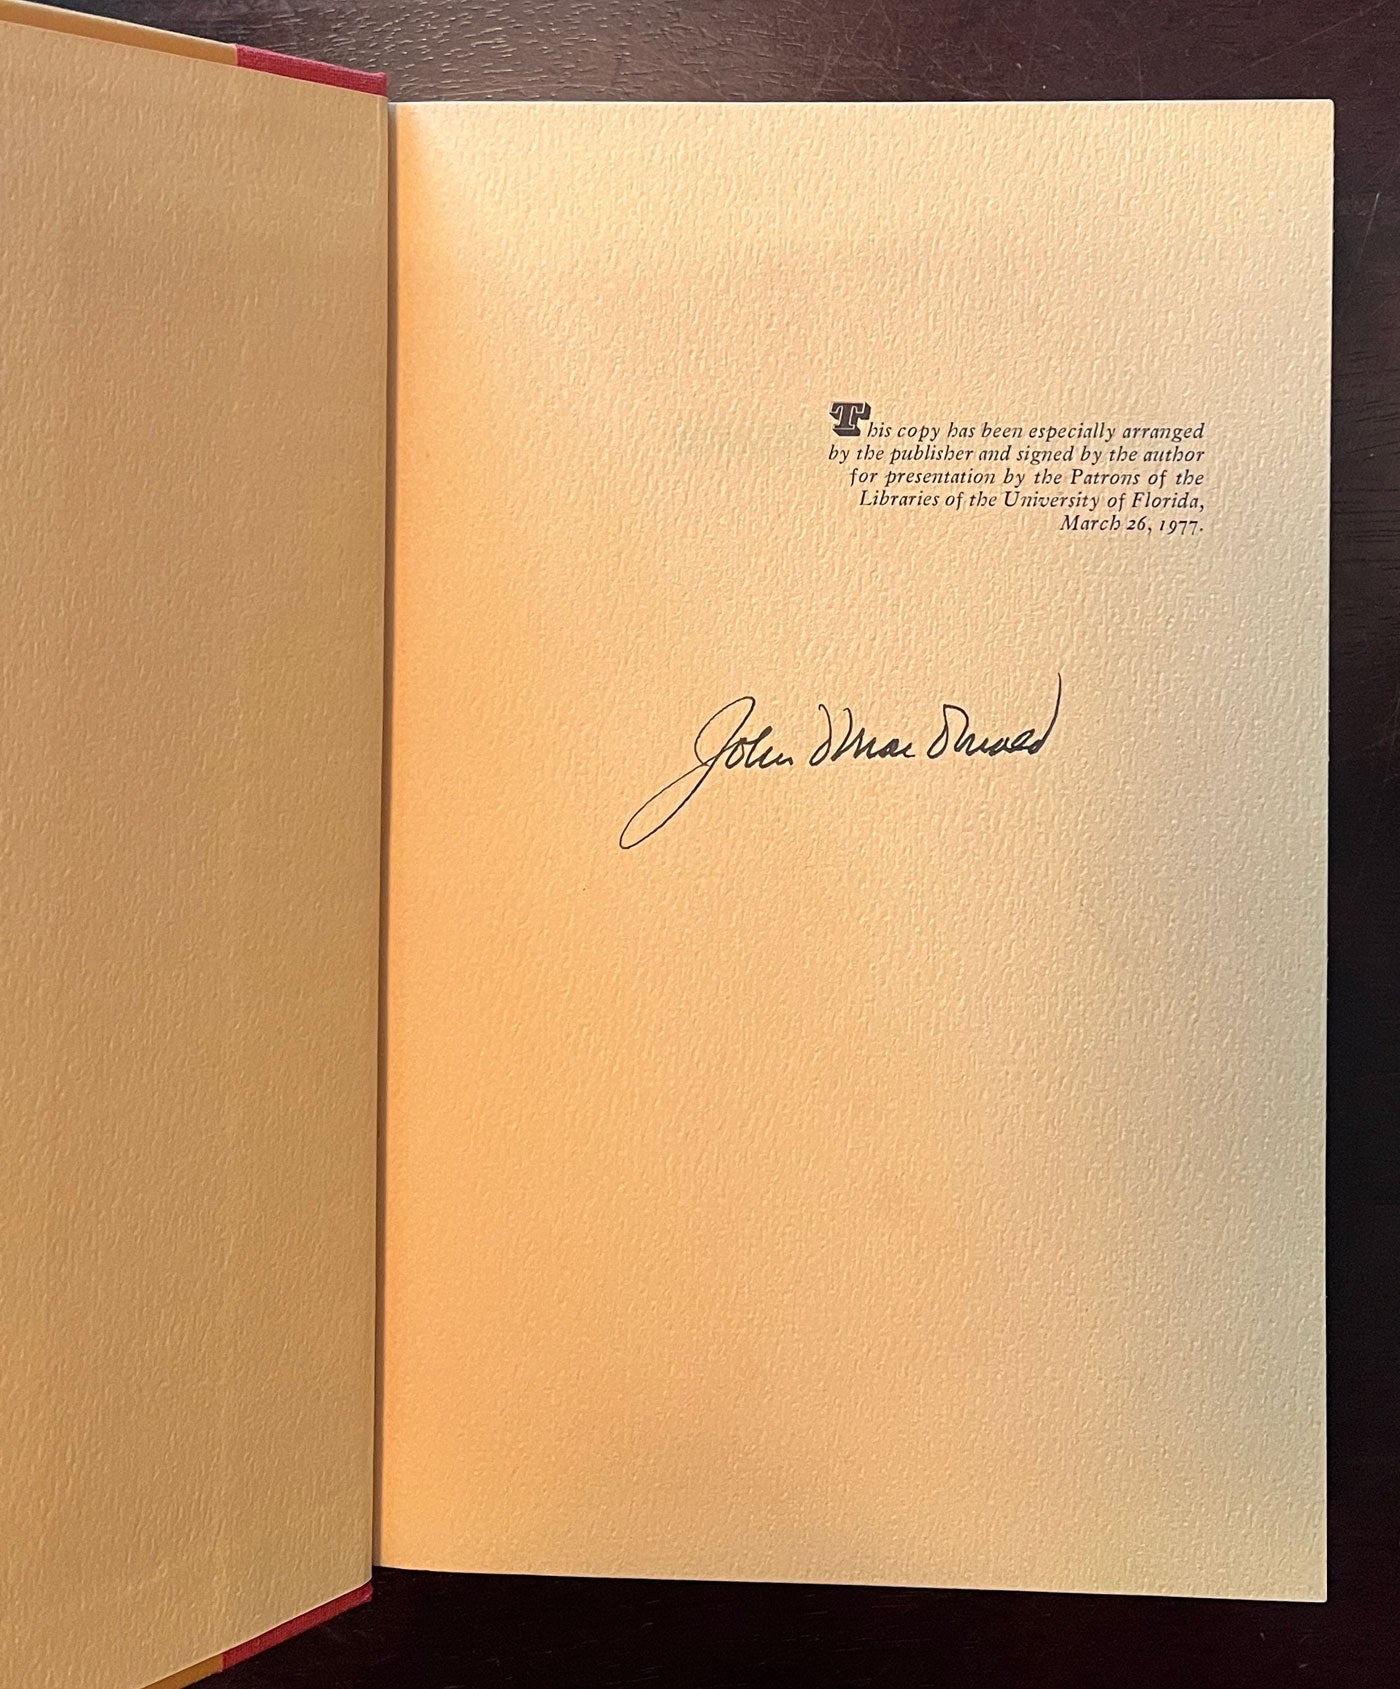 This copy has been especially arranged
by the publisher and signed by the author
for presentation by the Patrons of the
Libraries of the University of Florida,
March 26, 1977.
John MacDonald